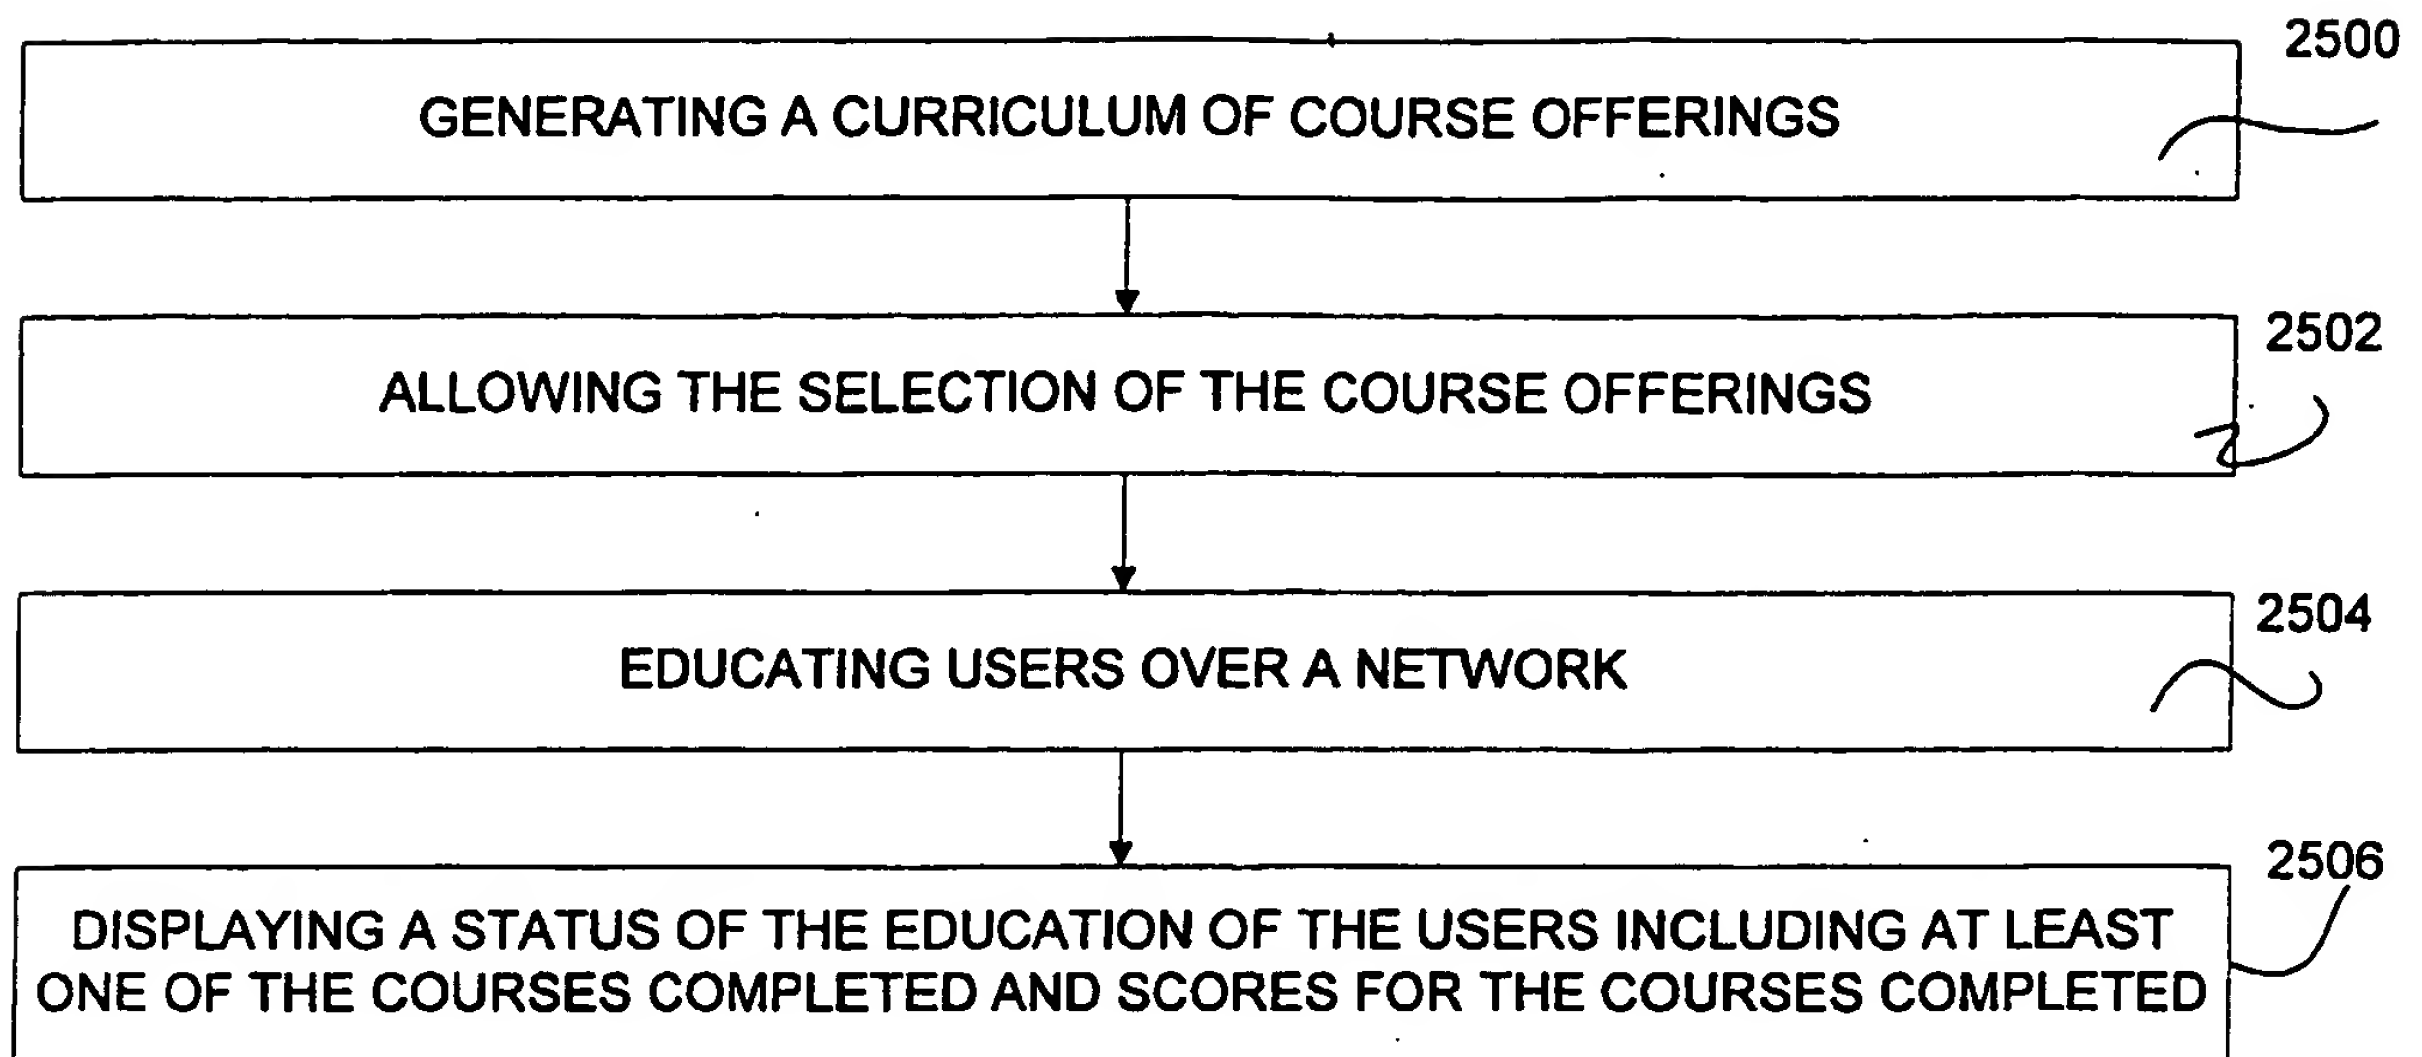 2500
GENERATING A CURRICULUM OF COURSE OFFERINGS
2502
ALLOWING THE SELECTION OF THE COURSE OFFERINGS
2504
EDUCATING USERS OVER A NETWORK
2506
DISPLAYING A STATUS OF THE EDUCATION OF THE USERS INCLUDING AT LEAST
ONE OF THE COURSES COMPLETED AND SCORES FOR THE COURSES COMPLETED